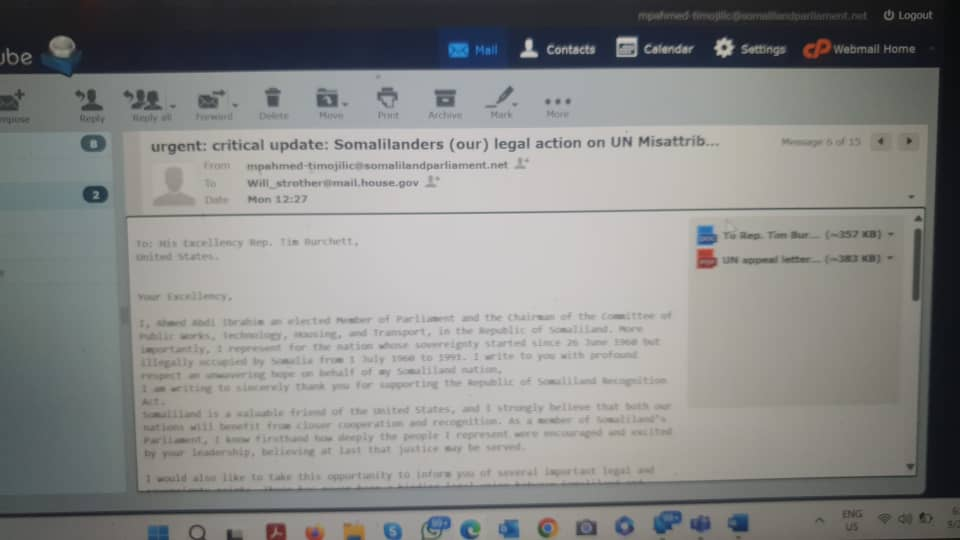 mpahmed-timojilic@somalilandparliament.net Logout
ube Mail Contacts Calendar Settings cP Webmail Home
mpose Reply Reply all Forward Delete Move Print Archive Mark More
8
2
urgent: critical update: Somalilanders (our) legal action on UN Misattrib...
Message 6 of 15
From mpahmed-timojilic@somalilandparliament.net
To Will_strother@mail.house.gov
Date Mon 12:27
To Rep. Tim Bur... (~357 KB)
UN appeal letter... (~383 KB)
To: His Excellency Rep. Tim Burchett,
United States.
Your Excellency,
I, Ahmed Abdi Ibrahim an elected Member of Parliament and the Chairman of the Committee of
Public Works, Technology, Housing, and Transport, in the Republic of Somaliland. More
importantly, I represent for the nation whose sovereignty started since 26 June 1960 but
illegally occupied by Somalia from 1 July 1960 to 1991. I write to you with profound
respect an unwavering hope on behalf of my Somaliland nation.
I am writing to sincerely thank you for supporting the Republic of Somaliland Recognition
Act.
Somaliland is a valuable friend of the United States, and I strongly believe that both our
nations will benefit from closer cooperation and recognition. As a member of Somaliland's
Parliament, I know firsthand how deeply the people I represent were encouraged and excited
by your leadership, believing at last that justice may be served.
I would also like to take this opportunity to inform you of several important legal and
99+
ENG
US